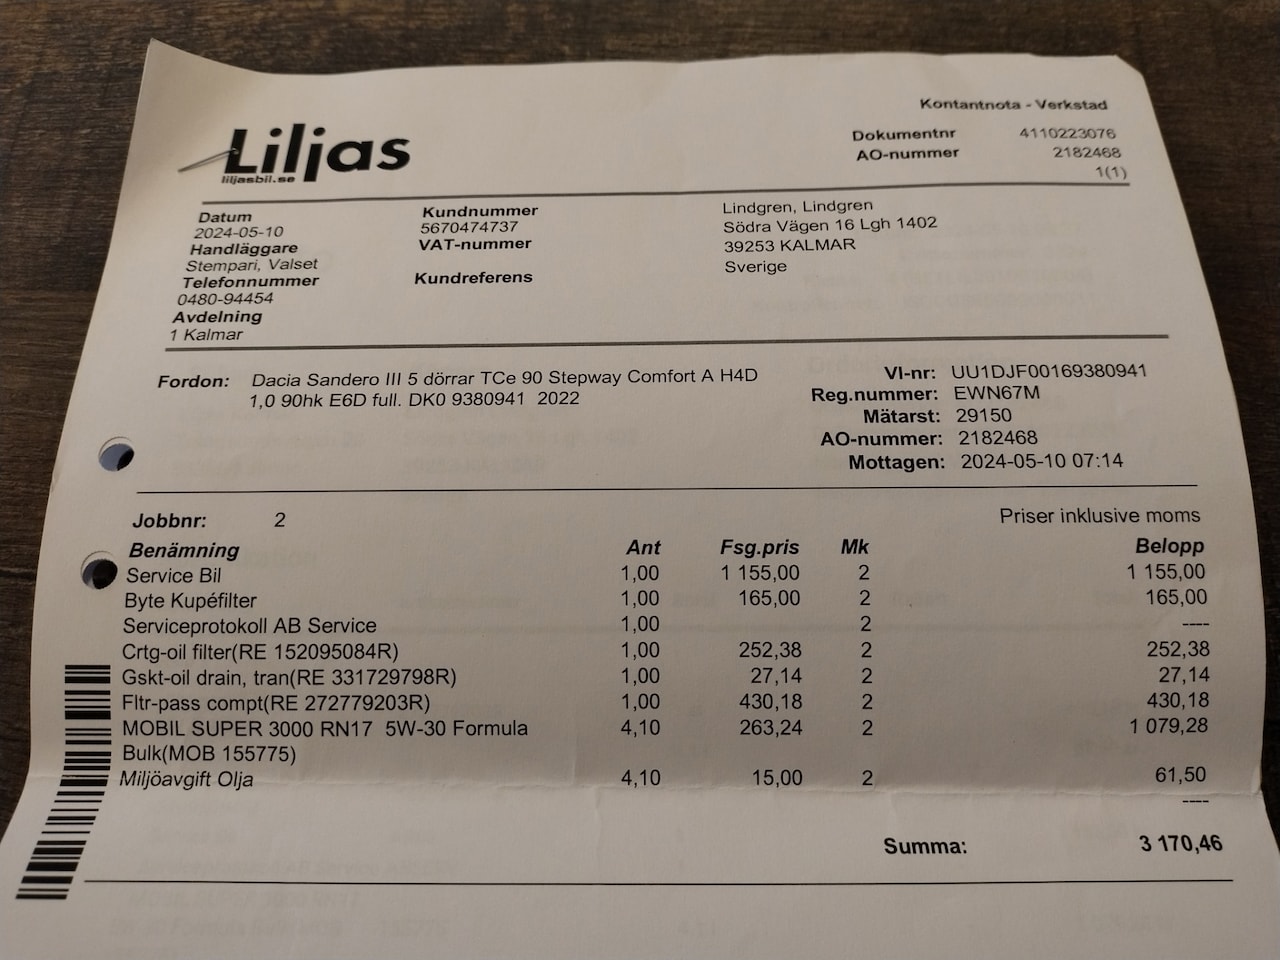 Kontantnota - Verkstad
Liljas
liljasbil.se
Dokumentnr 4110223076
AO-nummer 2182468
1(1)
Datum
2024-05-10
Handläggare
Stempari, Valset
Telefonnummer
0480-94454
Avdelning
1 Kalmar
Kundnummer
5670474737
VAT-nummer
Kundreferens
Lindgren, Lindgren
Södra Vägen 16 Lgh 1402
39253 KALMAR
Sverige
Fordon: Dacia Sandero III 5 dörrar TCe 90 Stepway Comfort A H4D
1,0 90hk E6D full. DK0 9380941 2022
VI-nr: UU1DJF00169380941
Reg.nummer: EWN67M
Mätarst: 29150
AO-nummer: 2182468
Mottagen: 2024-05-10 07:14
Jobbnr: 2
Priser inklusive moms
Benämning Ant Fsg.pris Mk Belopp
Service Bil 1,00 1 155,00 2 1 155,00
Byte Kupéfilter 1,00 165,00 2 165,00
Serviceprotokoll AB Service 1,00 2 ----
Crtg-oil filter(RE 152095084R) 1,00 252,38 2 252,38
Gskt-oil drain, tran(RE 331729798R) 1,00 27,14 2 27,14
Fltr-pass compt(RE 272779203R) 1,00 430,18 2 430,18
MOBIL SUPER 3000 RN17 5W-30 Formula 4,10 263,24 2 1 079,28
Bulk(MOB 155775)
Miljöavgift Olja 4,10 15,00 2 61,50
----
Summa: 3 170,46